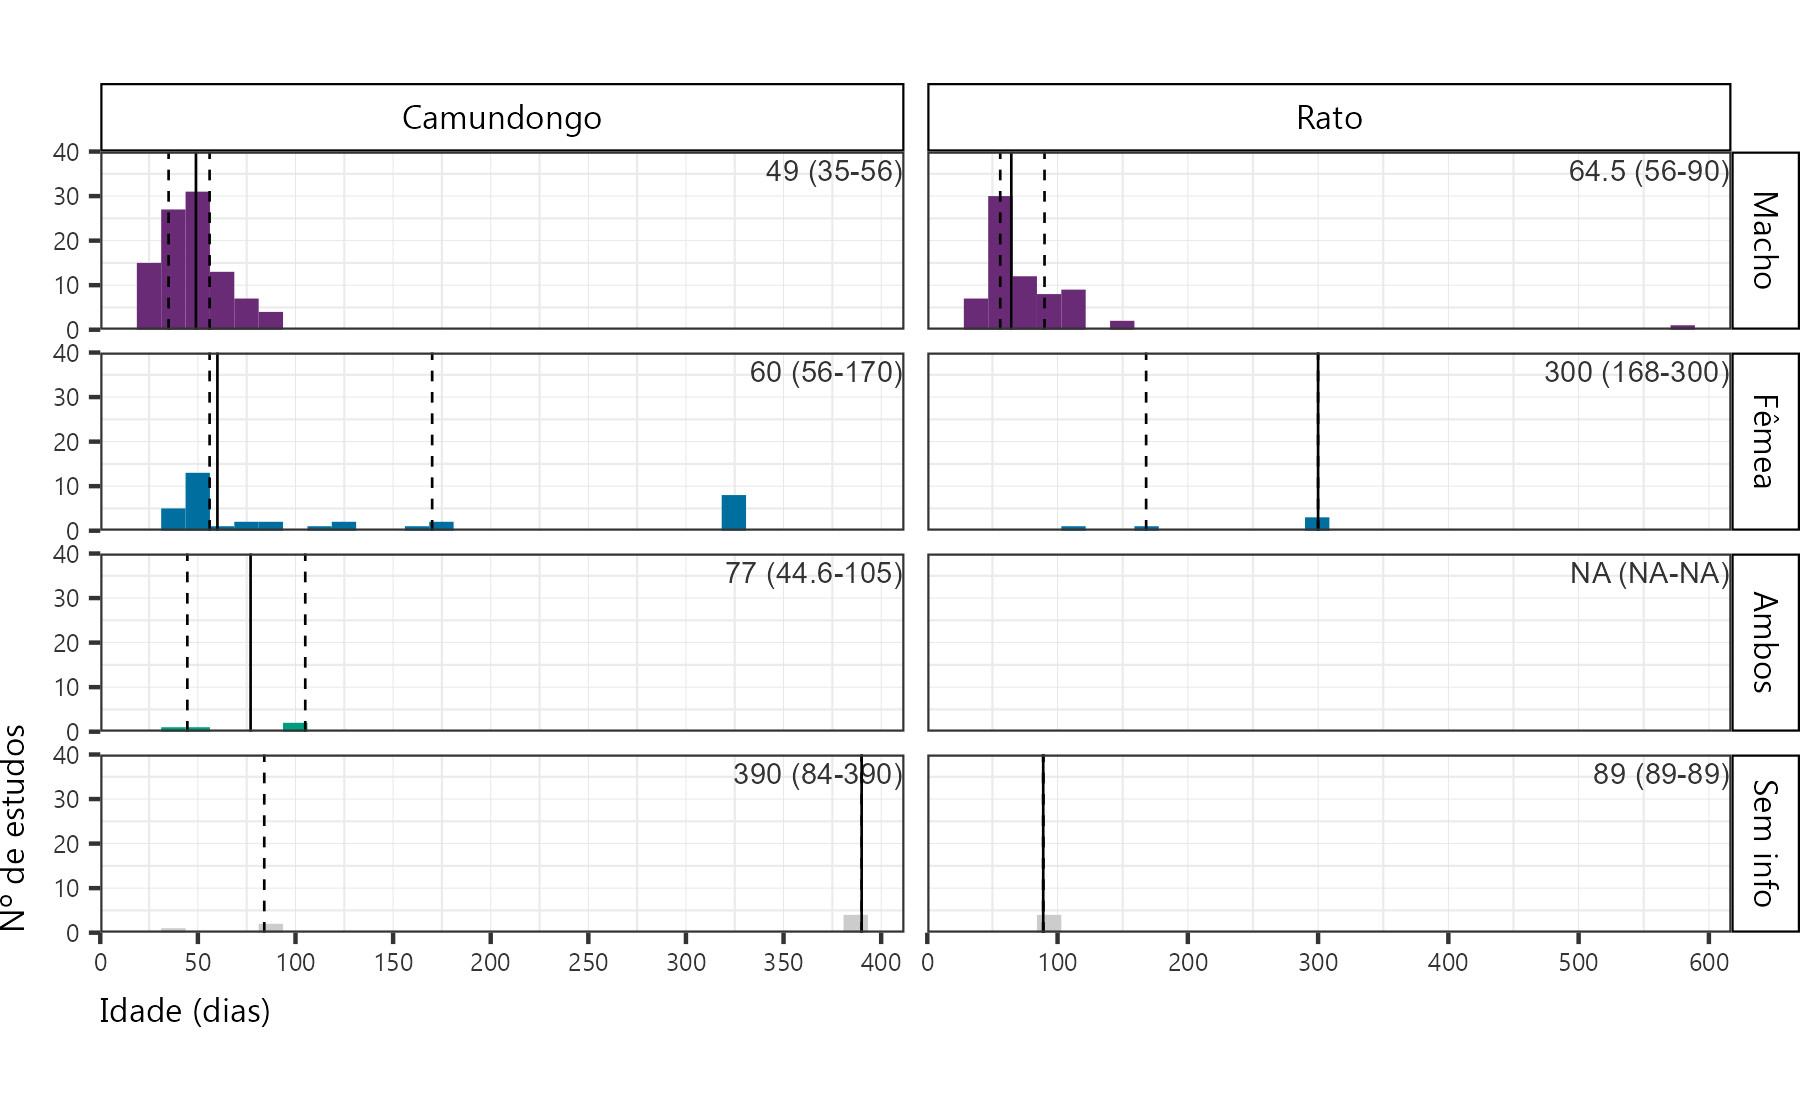 Camundongo
Rato
40
30
20
10
0
49 (35-56)
64.5 (56-90)
Macho
40
30
20
10
0
60 (56-170)
300 (168-300)
Fêmea
40
30
20
10
0
77 (44.6-105)
NA (NA-NA)
Ambos
40
30
20
10
0
390 (84-390)
89 (89-89)
Sem info
Nº de estudos
0 50 100 150 200 250 300 350 400
0 100 200 300 400 500 600
Idade (dias)